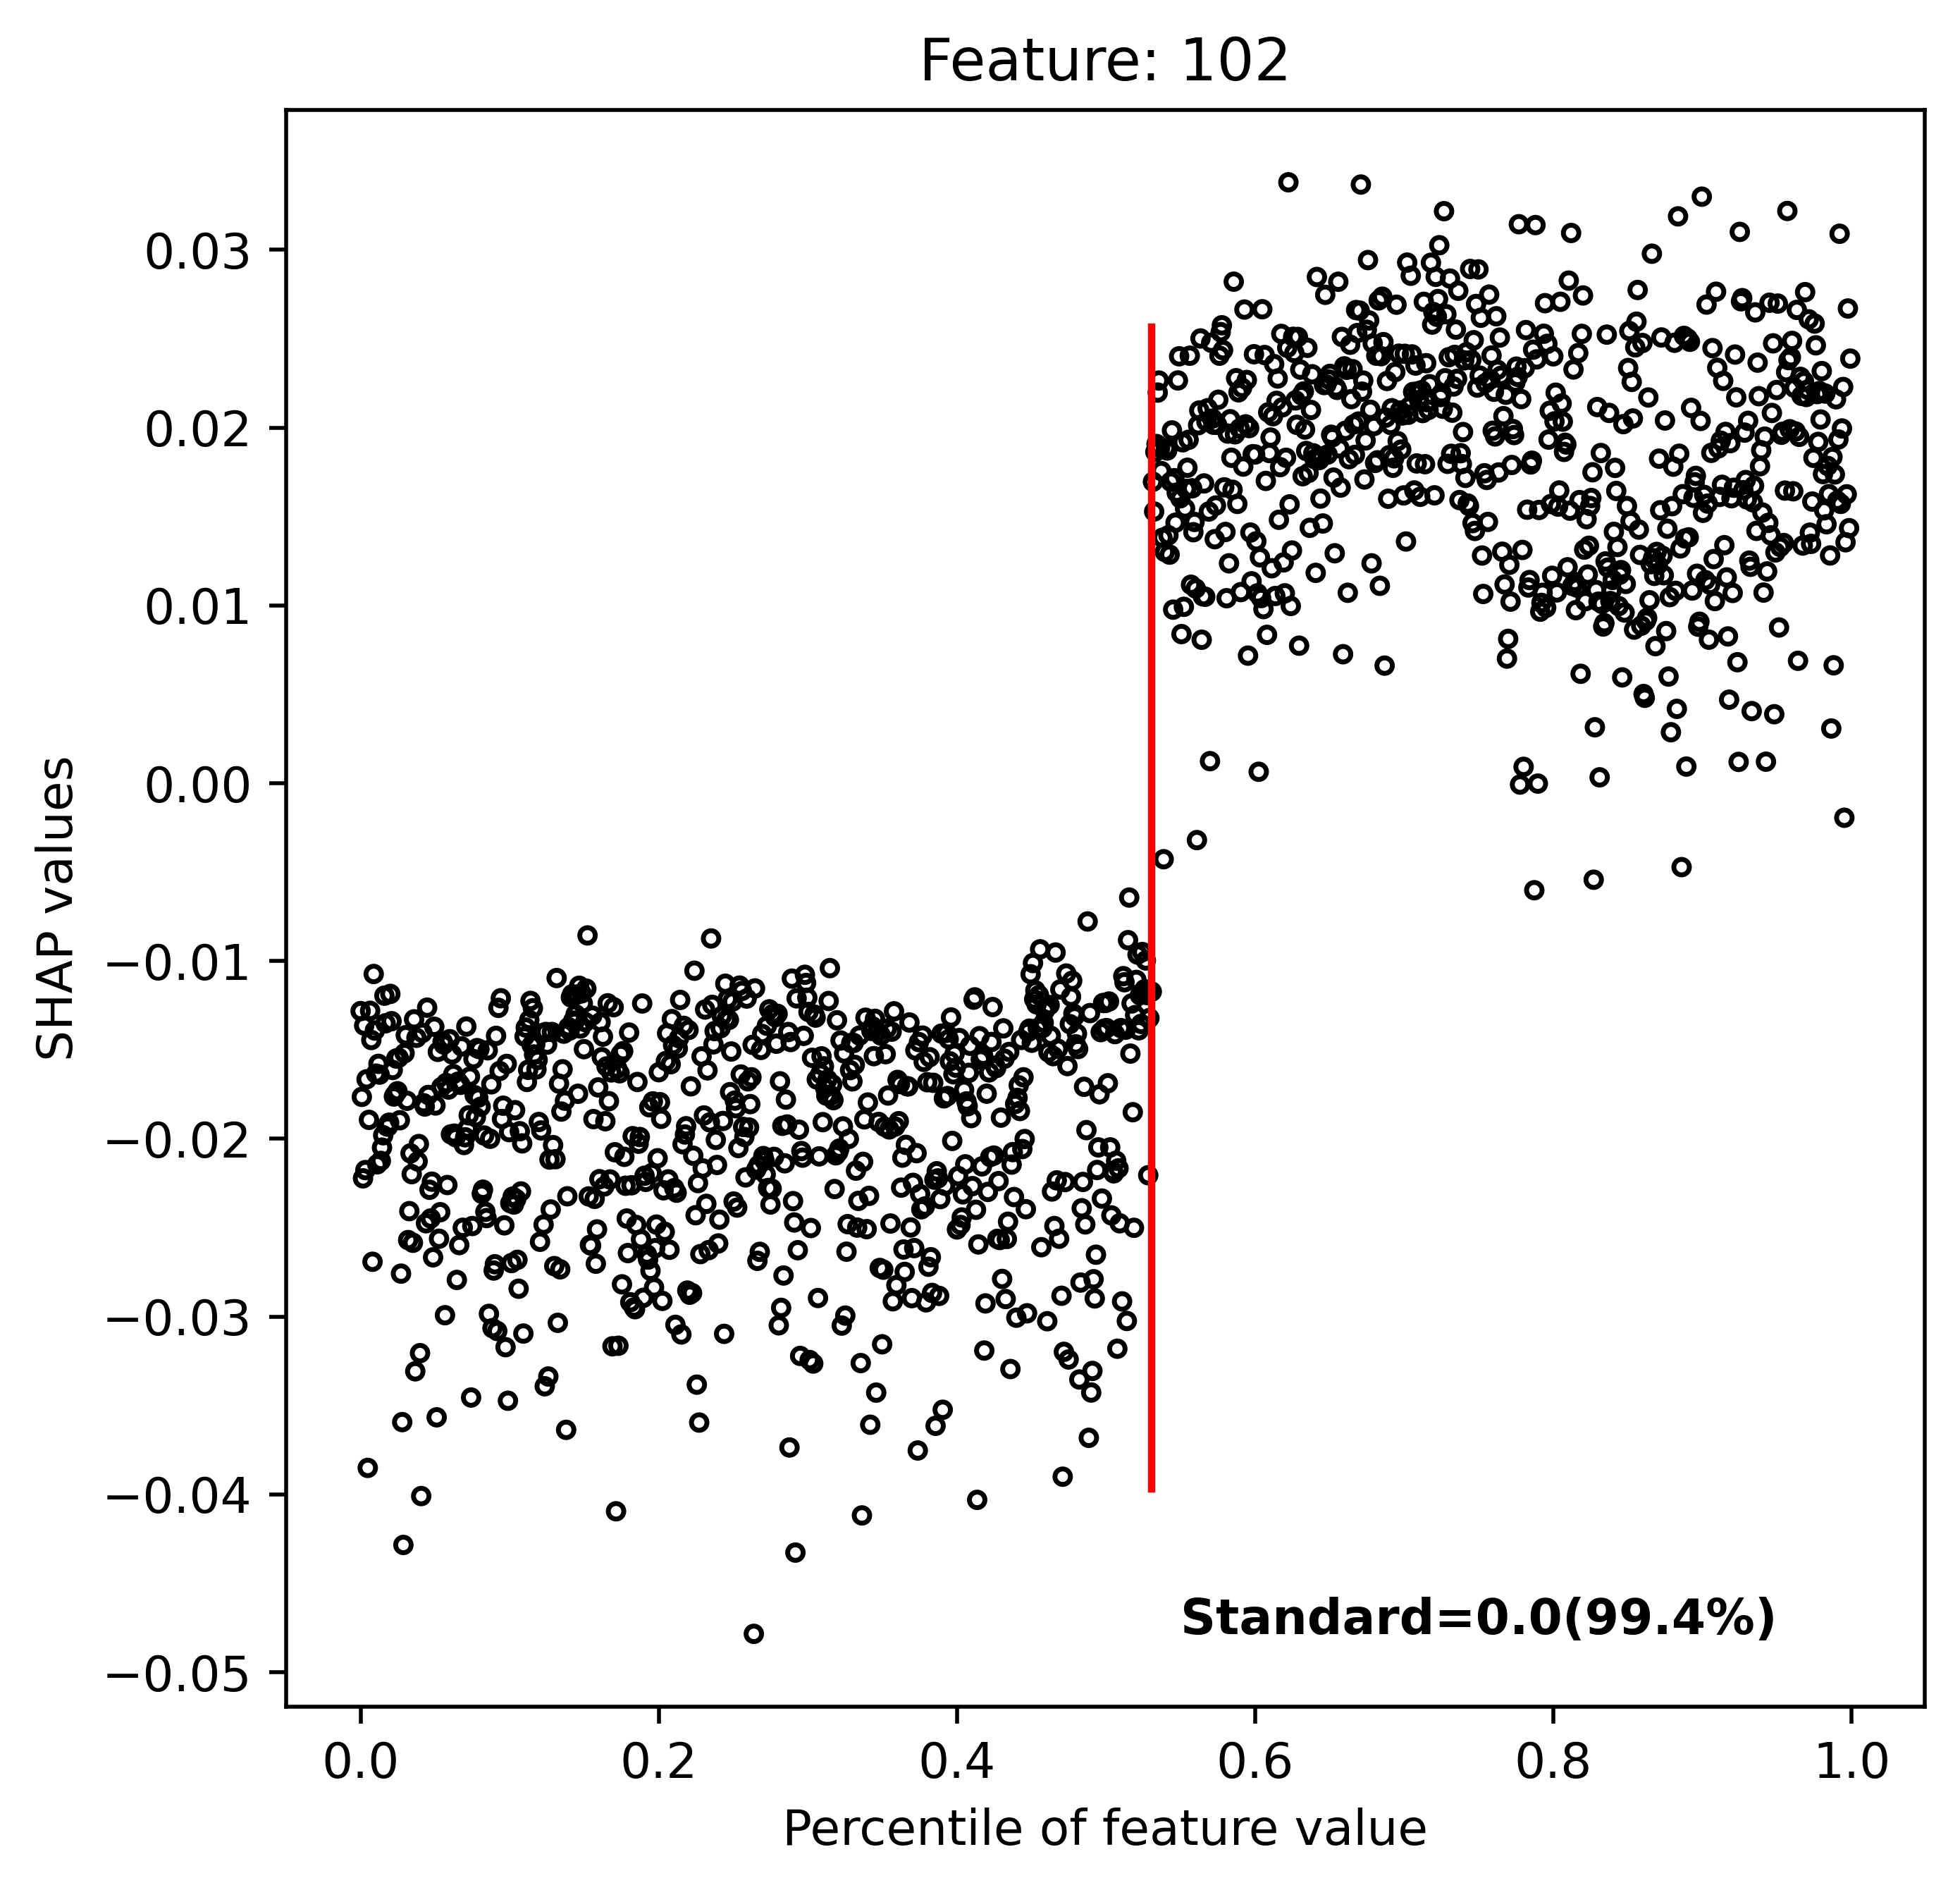 Feature: 102
SHAP values
0.03
0.02
0.01
0.00
−0.01
−0.02
−0.03
−0.04
−0.05
Standard=0.0(99.4%)
0.0 0.2 0.4 0.6 0.8 1.0
Percentile of feature value